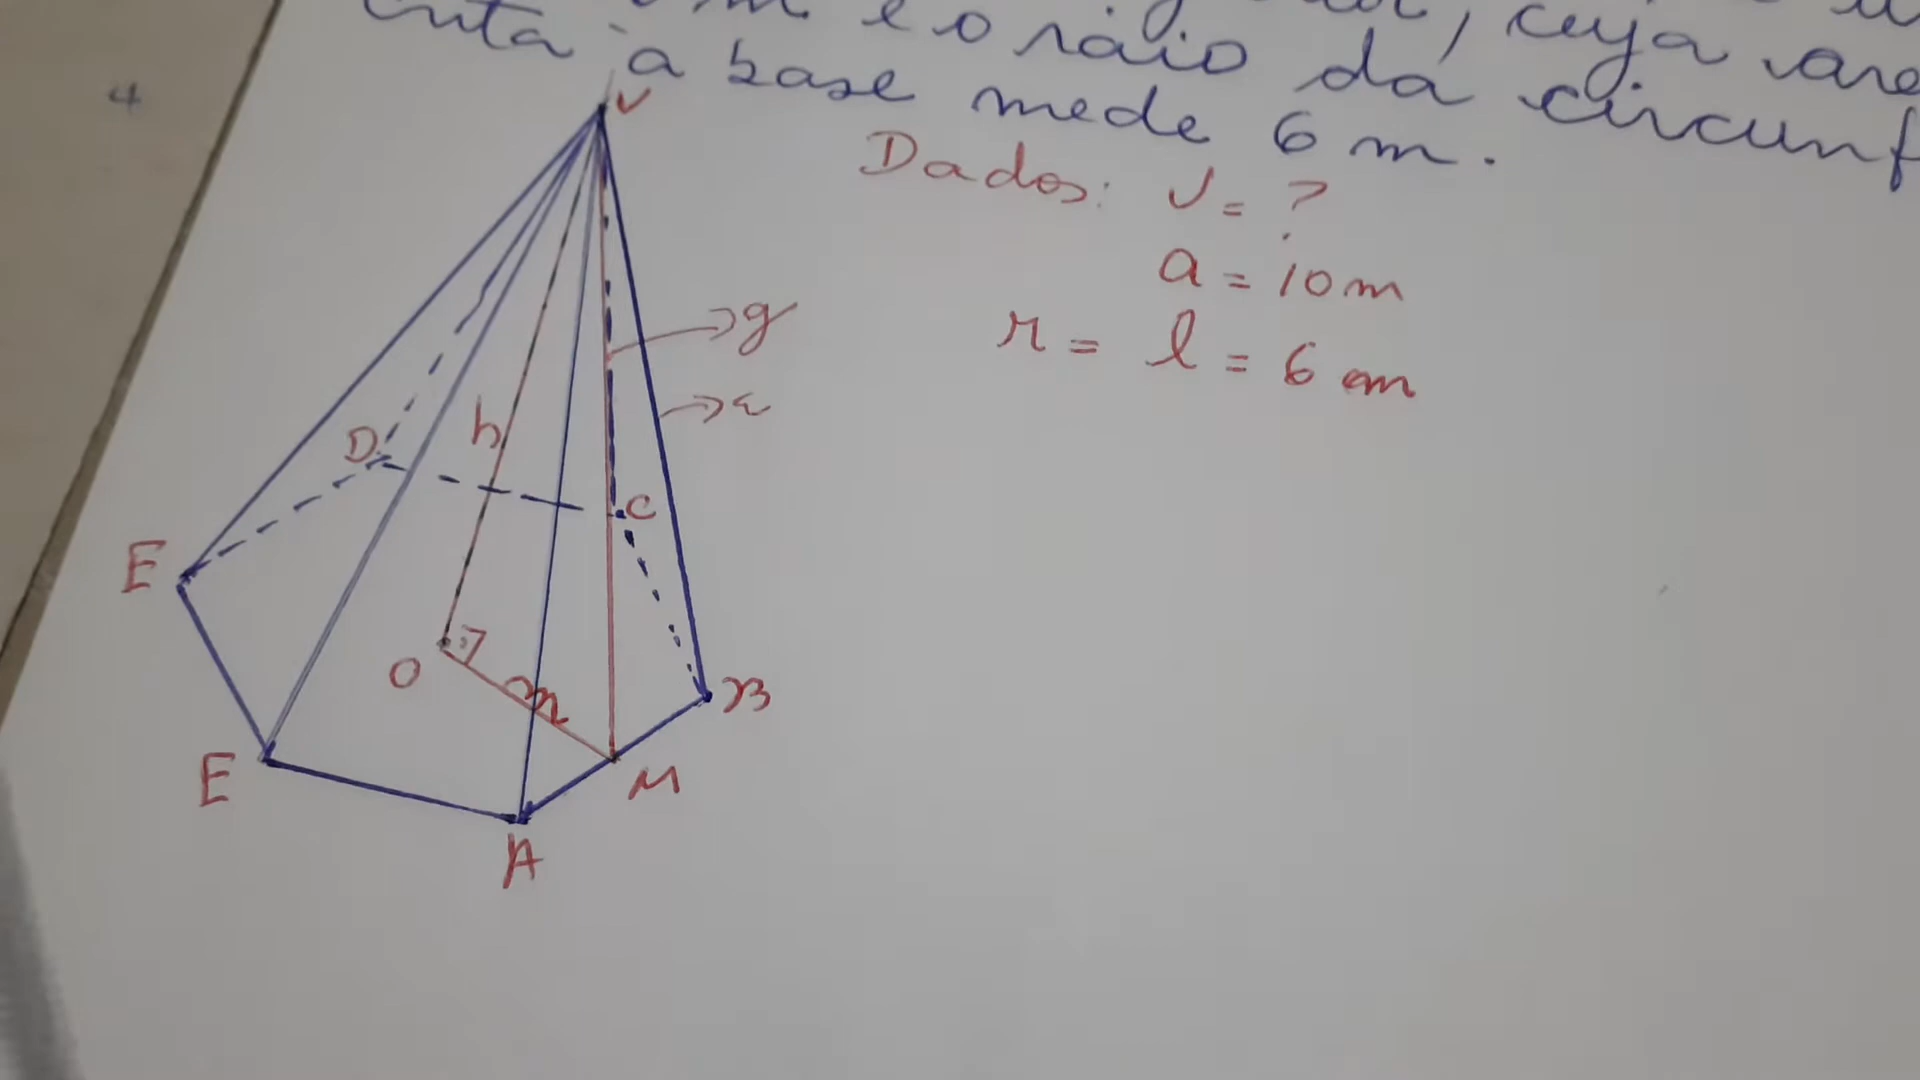 m e o raio da circunf
à base mede 6 m.
4
Dados: V = ?
a = 10 m
r = l = 6 cm
V
g
a
h
D
C
E
O
m
B
M
E
A